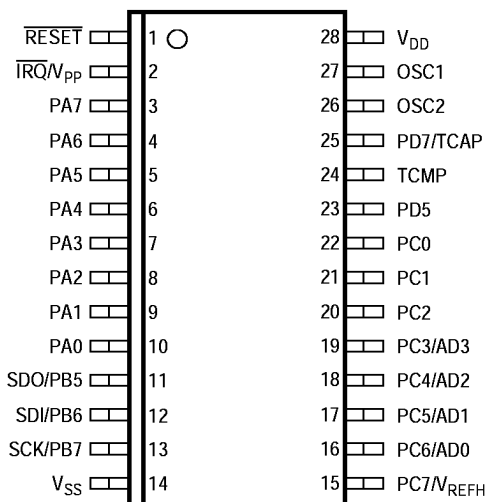 RESET 1 28 VDD
IRQ/VPP 2 27 OSC1
PA7 3 26 OSC2
PA6 4 25 PD7/TCAP
PA5 5 24 TCMP
PA4 6 23 PD5
PA3 7 22 PC0
PA2 8 21 PC1
PA1 9 20 PC2
PA0 10 19 PC3/AD3
SDO/PB5 11 18 PC4/AD2
SDI/PB6 12 17 PC5/AD1
SCK/PB7 13 16 PC6/AD0
VSS 14 15 PC7/VREFH